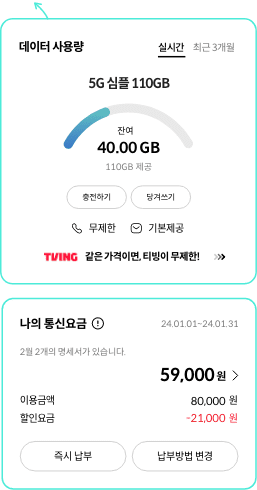 데이터 사용량
실시간 최근 3개월
5G 심플 110GB
잔여
40.00 GB
110GB 제공
충전하기 당겨쓰기
무제한 기본제공
TVING 같은 가격이면, 티빙이 무제한!
나의 통신요금 24.01.01~24.01.31
2월 2개의 명세서가 있습니다.
59,000 원
이용금액 80,000 원
할인요금 -21,000 원
즉시 납부 납부방법 변경